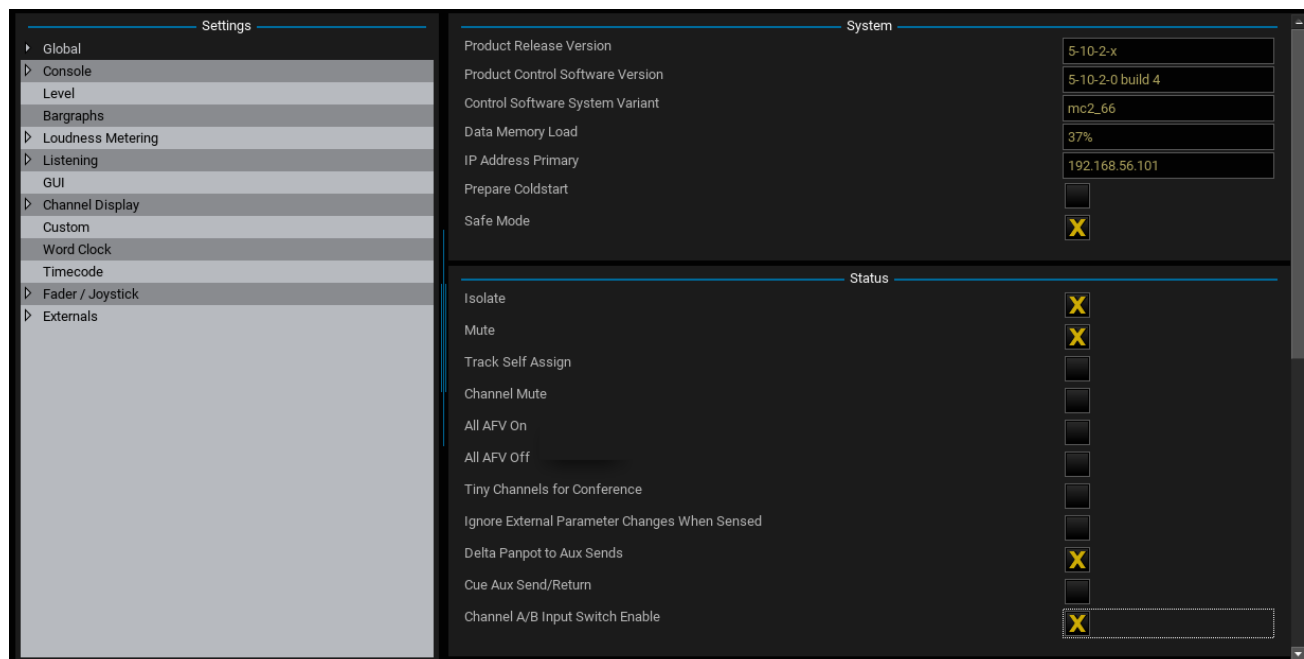 Settings
Global
Console
Level
Bargraphs
Loudness Metering
Listening
GUI
Channel Display
Custom
Word Clock
Timecode
Fader / Joystick
Externals
System
Product Release Version 5-10-2-x
Product Control Software Version 5-10-2-0 build 4
Control Software System Variant mc2_66
Data Memory Load 37%
IP Address Primary 192.168.56.101
Prepare Coldstart
Safe Mode X
Status
Isolate X
Mute X
Track Self Assign
Channel Mute
All AFV On
All AFV Off
Tiny Channels for Conference
Ignore External Parameter Changes When Sensed
Delta Panpot to Aux Sends X
Cue Aux Send/Return
Channel A/B Input Switch Enable X